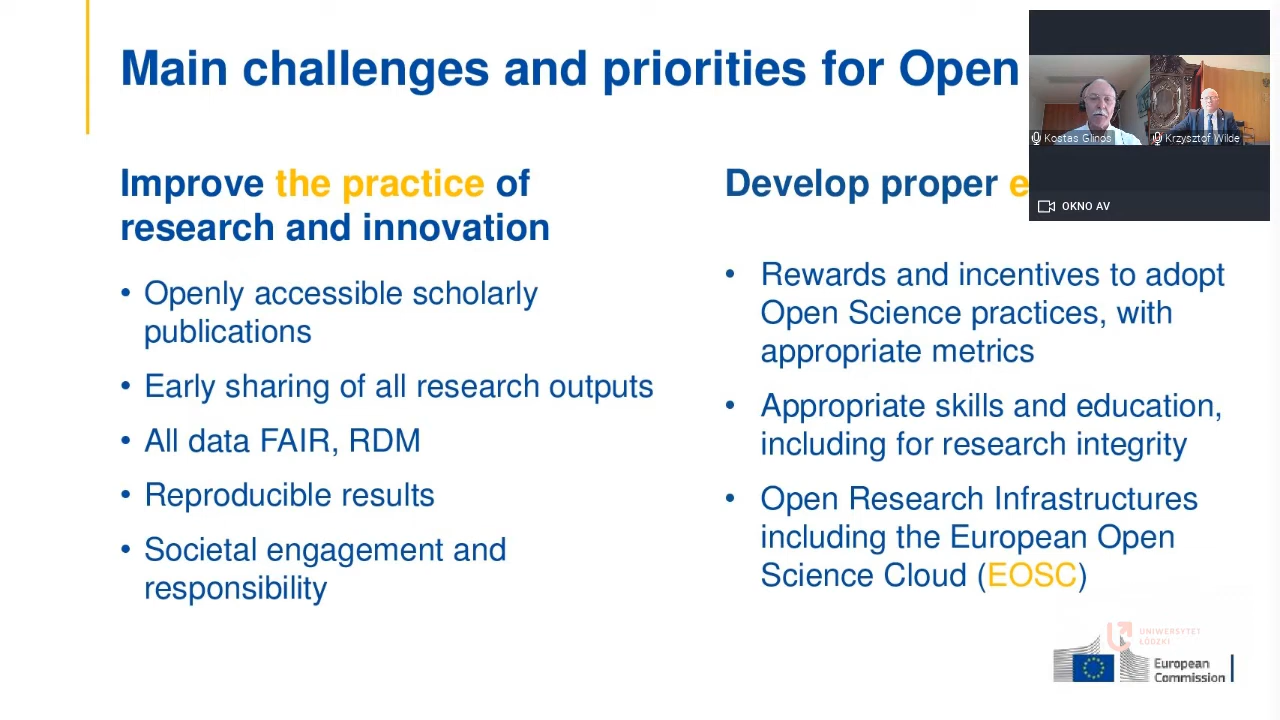 Main challenges and priorities for Open
Improve the practice of
research and innovation
• Openly accessible scholarly
publications
• Early sharing of all research outputs
• All data FAIR, RDM
• Reproducible results
• Societal engagement and
responsibility
Develop proper e
• Rewards and incentives to adopt
Open Science practices, with
appropriate metrics
• Appropriate skills and education,
including for research integrity
• Open Research Infrastructures
including the European Open
Science Cloud (EOSC)
Kostas Glinos
Krzysztof Wilde
OKNO AV
UNIWERSYTET
ŁÓDZKI
European
Commission